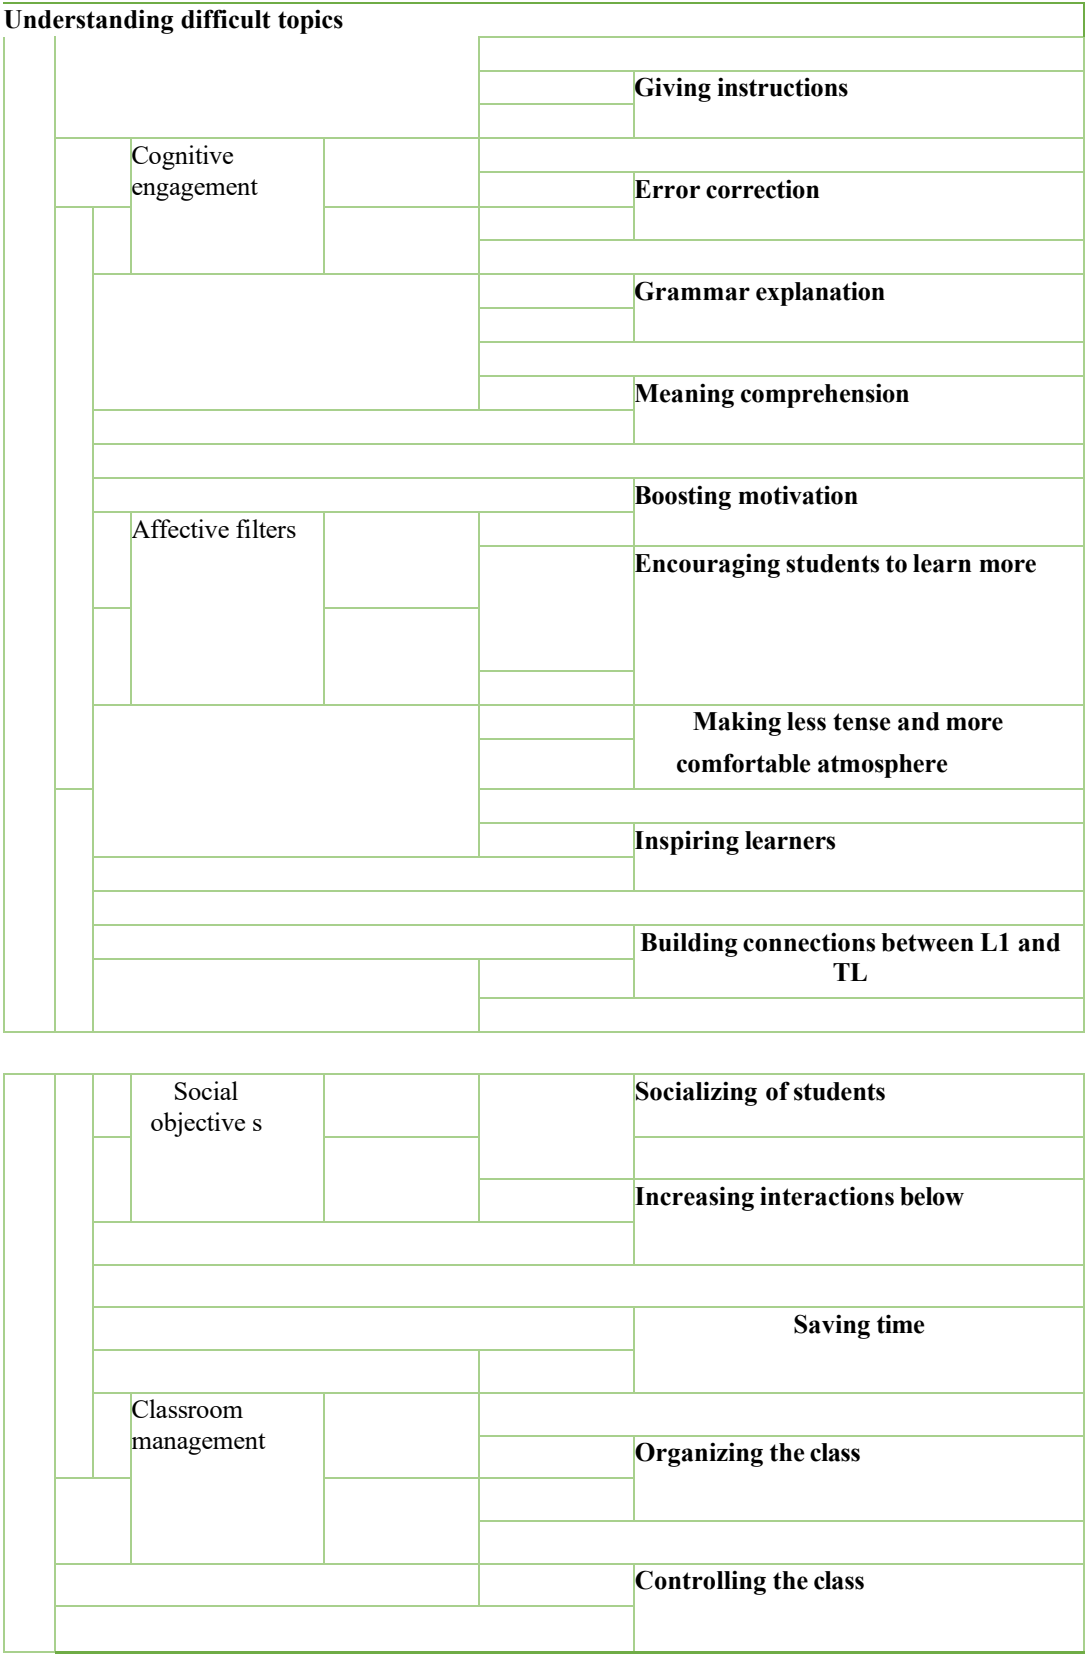 Understanding difficult topics
Giving instructions
Cognitive
engagement
Error correction
Grammar explanation
Meaning comprehension
Boosting motivation
Affective filters
Encouraging students to learn more
Making less tense and more
comfortable atmosphere
Inspiring learners
Building connections between L1 and
TL
Social
objective s
Socializing of students
Increasing interactions below
Saving time
Classroom
management
Organizing the class
Controlling the class